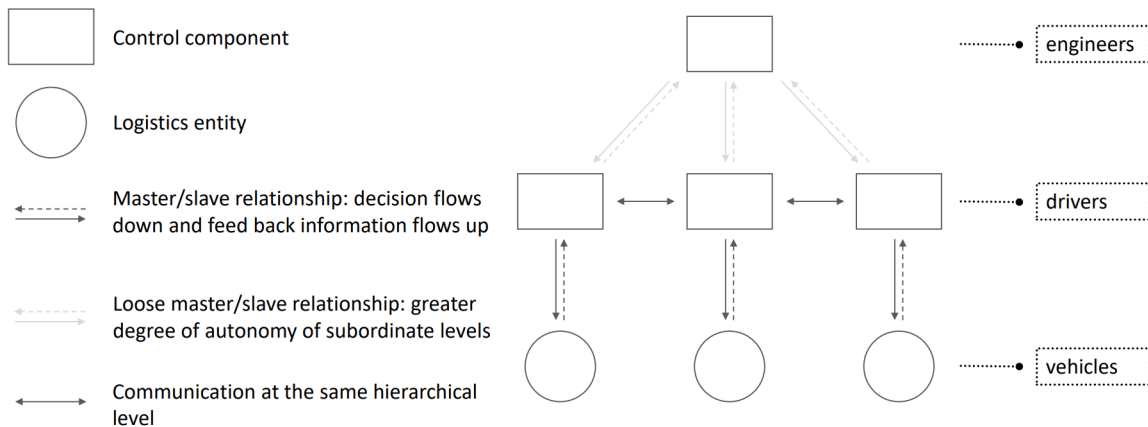 Control component
Logistics entity
Master/slave relationship: decision flows
down and feed back information flows up
Loose master/slave relationship: greater
degree of autonomy of subordinate levels
Communication at the same hierarchical
level
engineers
drivers
vehicles